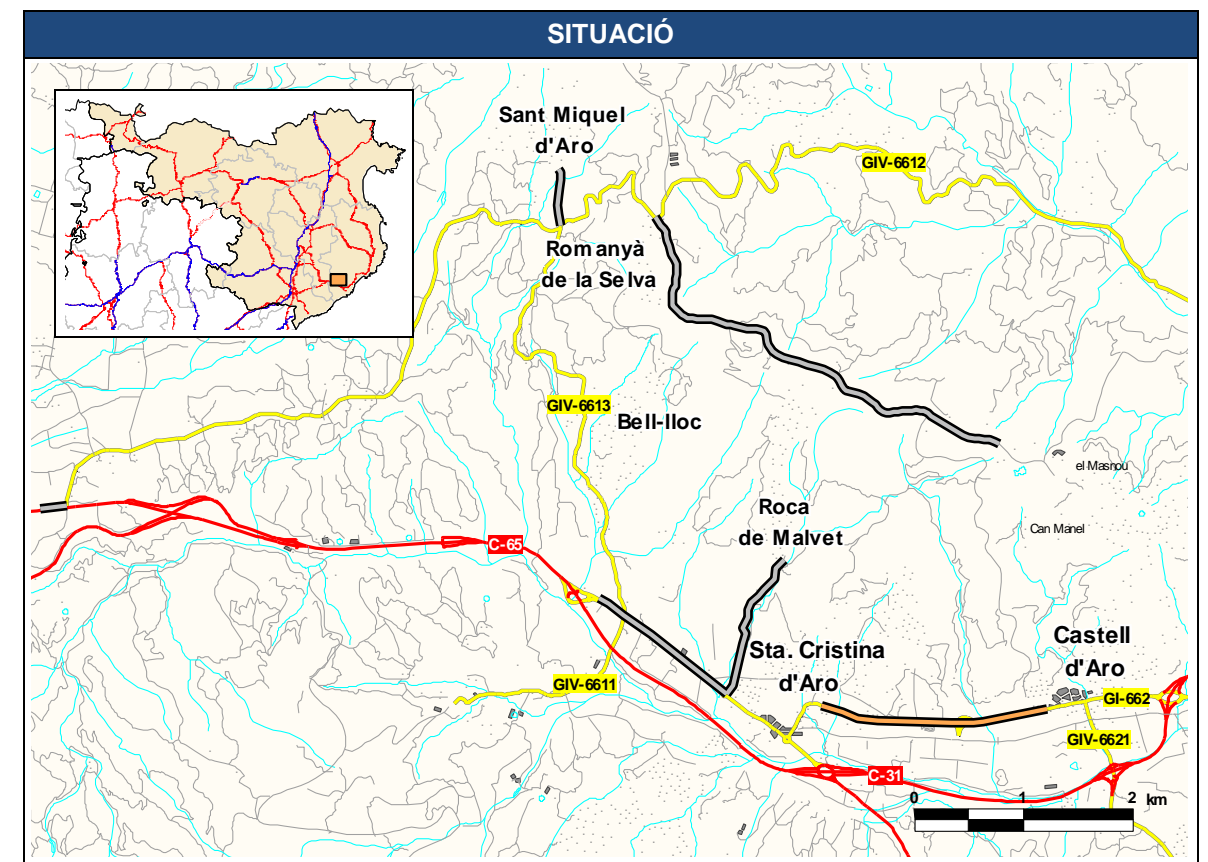 SITUACIÓ
Sant Miquel
d'Aro
GIV-6612
Romanyà
de la Selva
GIV-6613
Bell-lloc
el Masnou
Roca
de Malvet
Can Manel
C-65
Sta. Cristina
d'Aro
Castell
d'Aro
GIV-6611
GI-662
GIV-6621
C-31
0 1 2 km